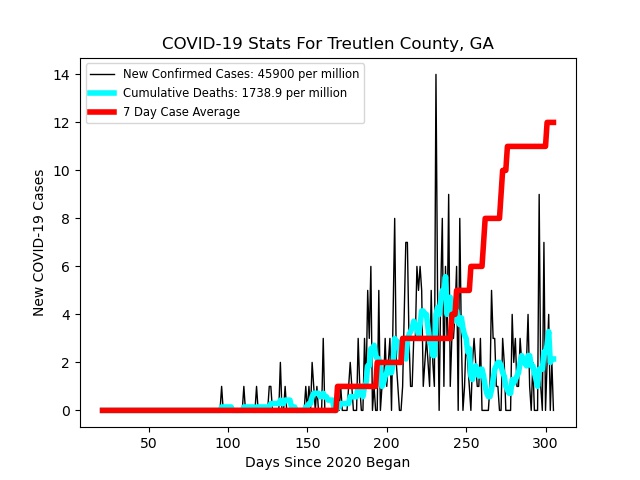 COVID-19 Stats For Treutlen County, GA
New Confirmed Cases: 45900 per million
Cumulative Deaths: 1738.9 per million
7 Day Case Average
14
12
10
8
6
4
2
0
New COVID-19 Cases
50 100 150 200 250 300
Days Since 2020 Began